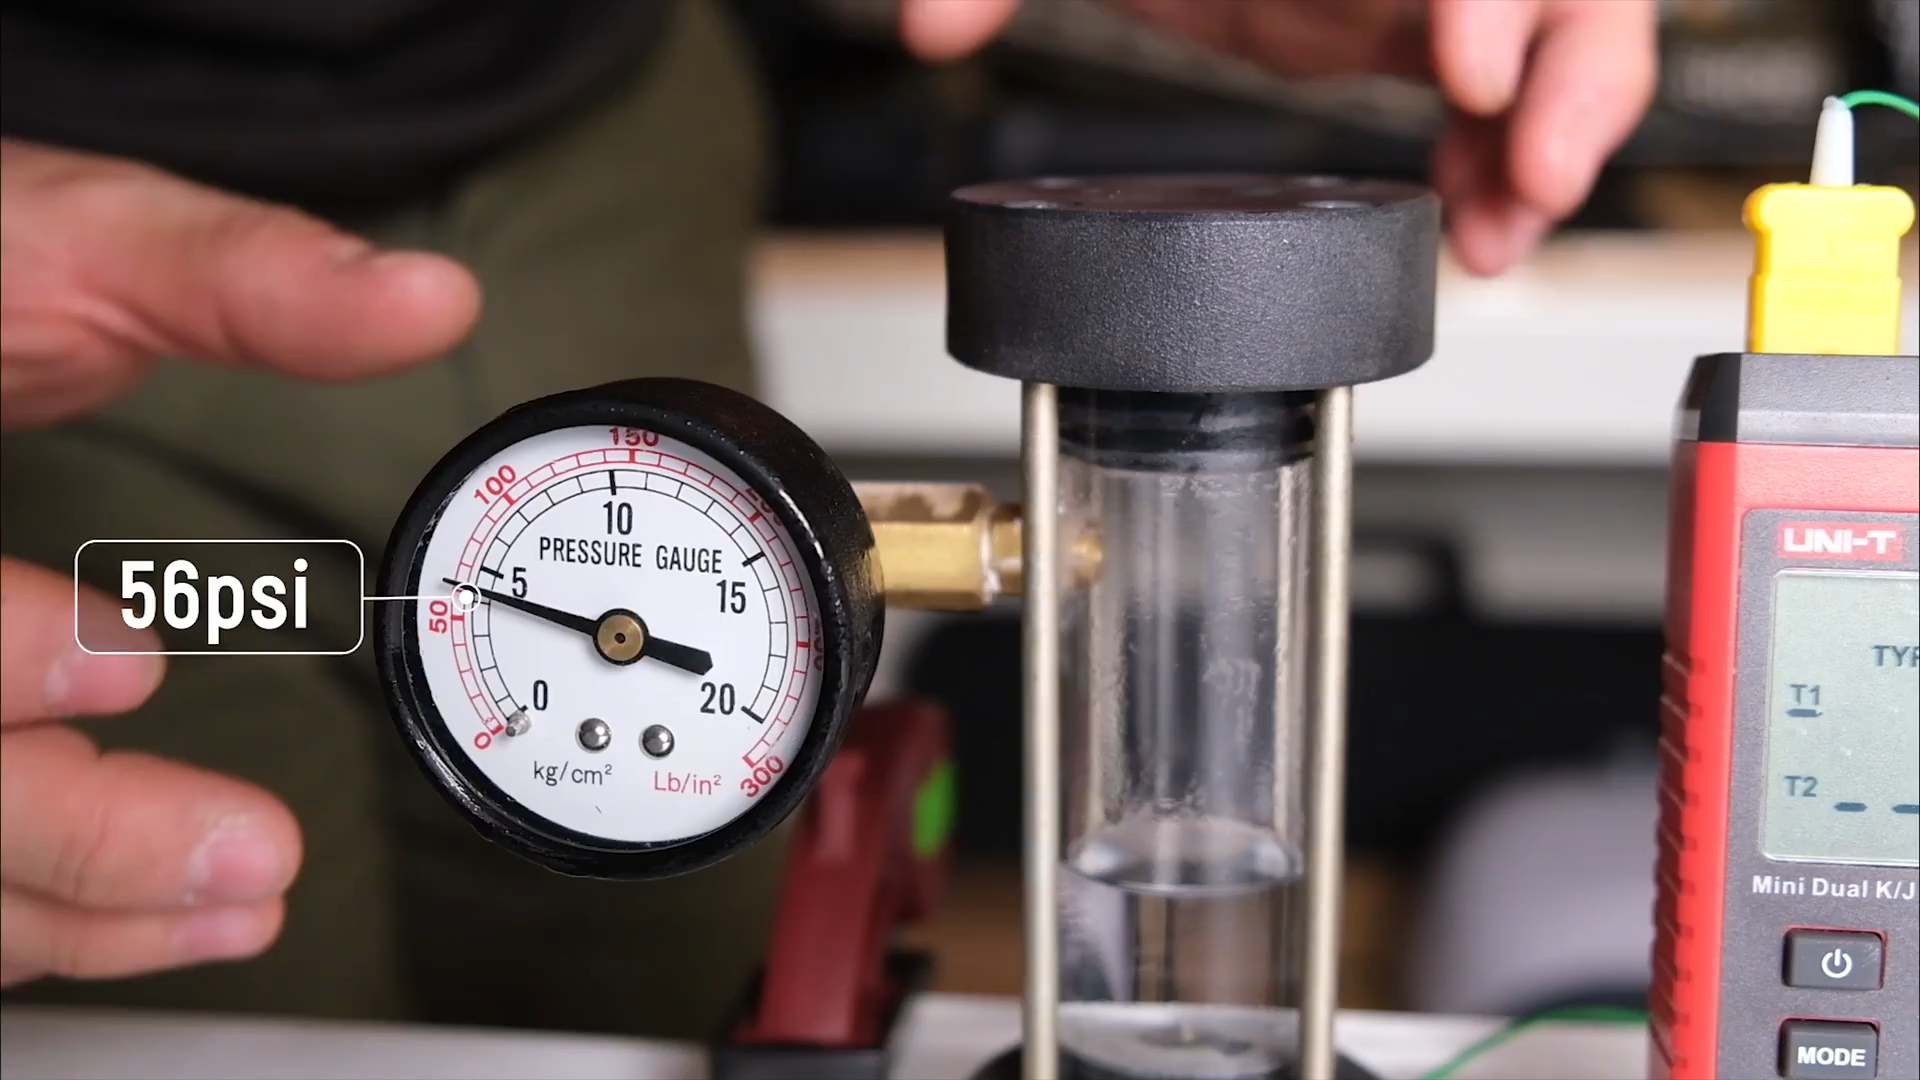 56psi
0
50
100
150
300
0
5
10
15
20
PRESSURE GAUGE
kg/cm²
Lb/in²
UNI-T
T1
T2
Mini Dual K/J
MODE